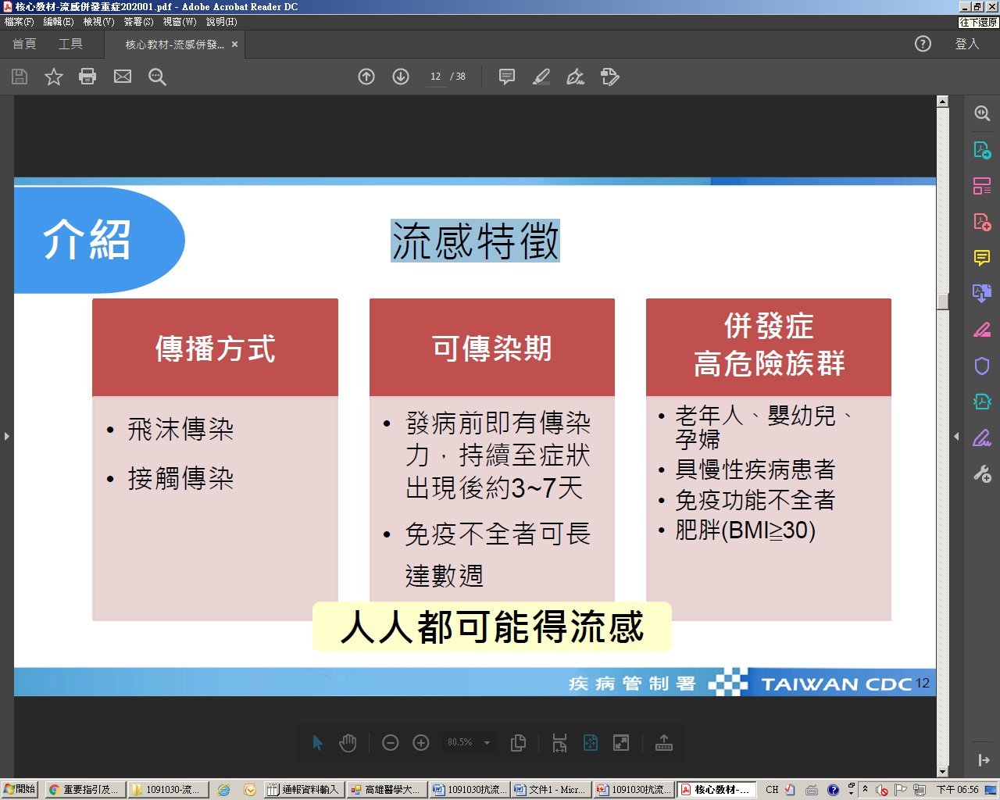 核心教材-流感併發重症202001.pdf - Adobe Acrobat Reader DC
檔案(F) 編輯(E) 檢視(V) 簽署(S) 視窗(W) 說明(H)
往下還原
首頁 工具 核心教材-流感併發... × 登入
12 / 38
介紹
流感特徵
傳播方式
• 飛沫傳染
• 接觸傳染
可傳染期
• 發病前即有傳染
力，持續至症狀
出現後約3~7天
• 免疫不全者可長
達數週
併發症
高危險族群
• 老年人、嬰幼兒、
孕婦
• 具慢性疾病患者
• 免疫功能不全者
• 肥胖(BMI≧30)
人人都可能得流感
疾病管制署 TAIWAN CDC 12
80.5%
開始 重要指引及... 1091030-流... 通報資料輸入 高雄醫學大... 1091030抗流... 文件1 - Micr... 1091030抗流... 核心教材-... CH 下午 06:56